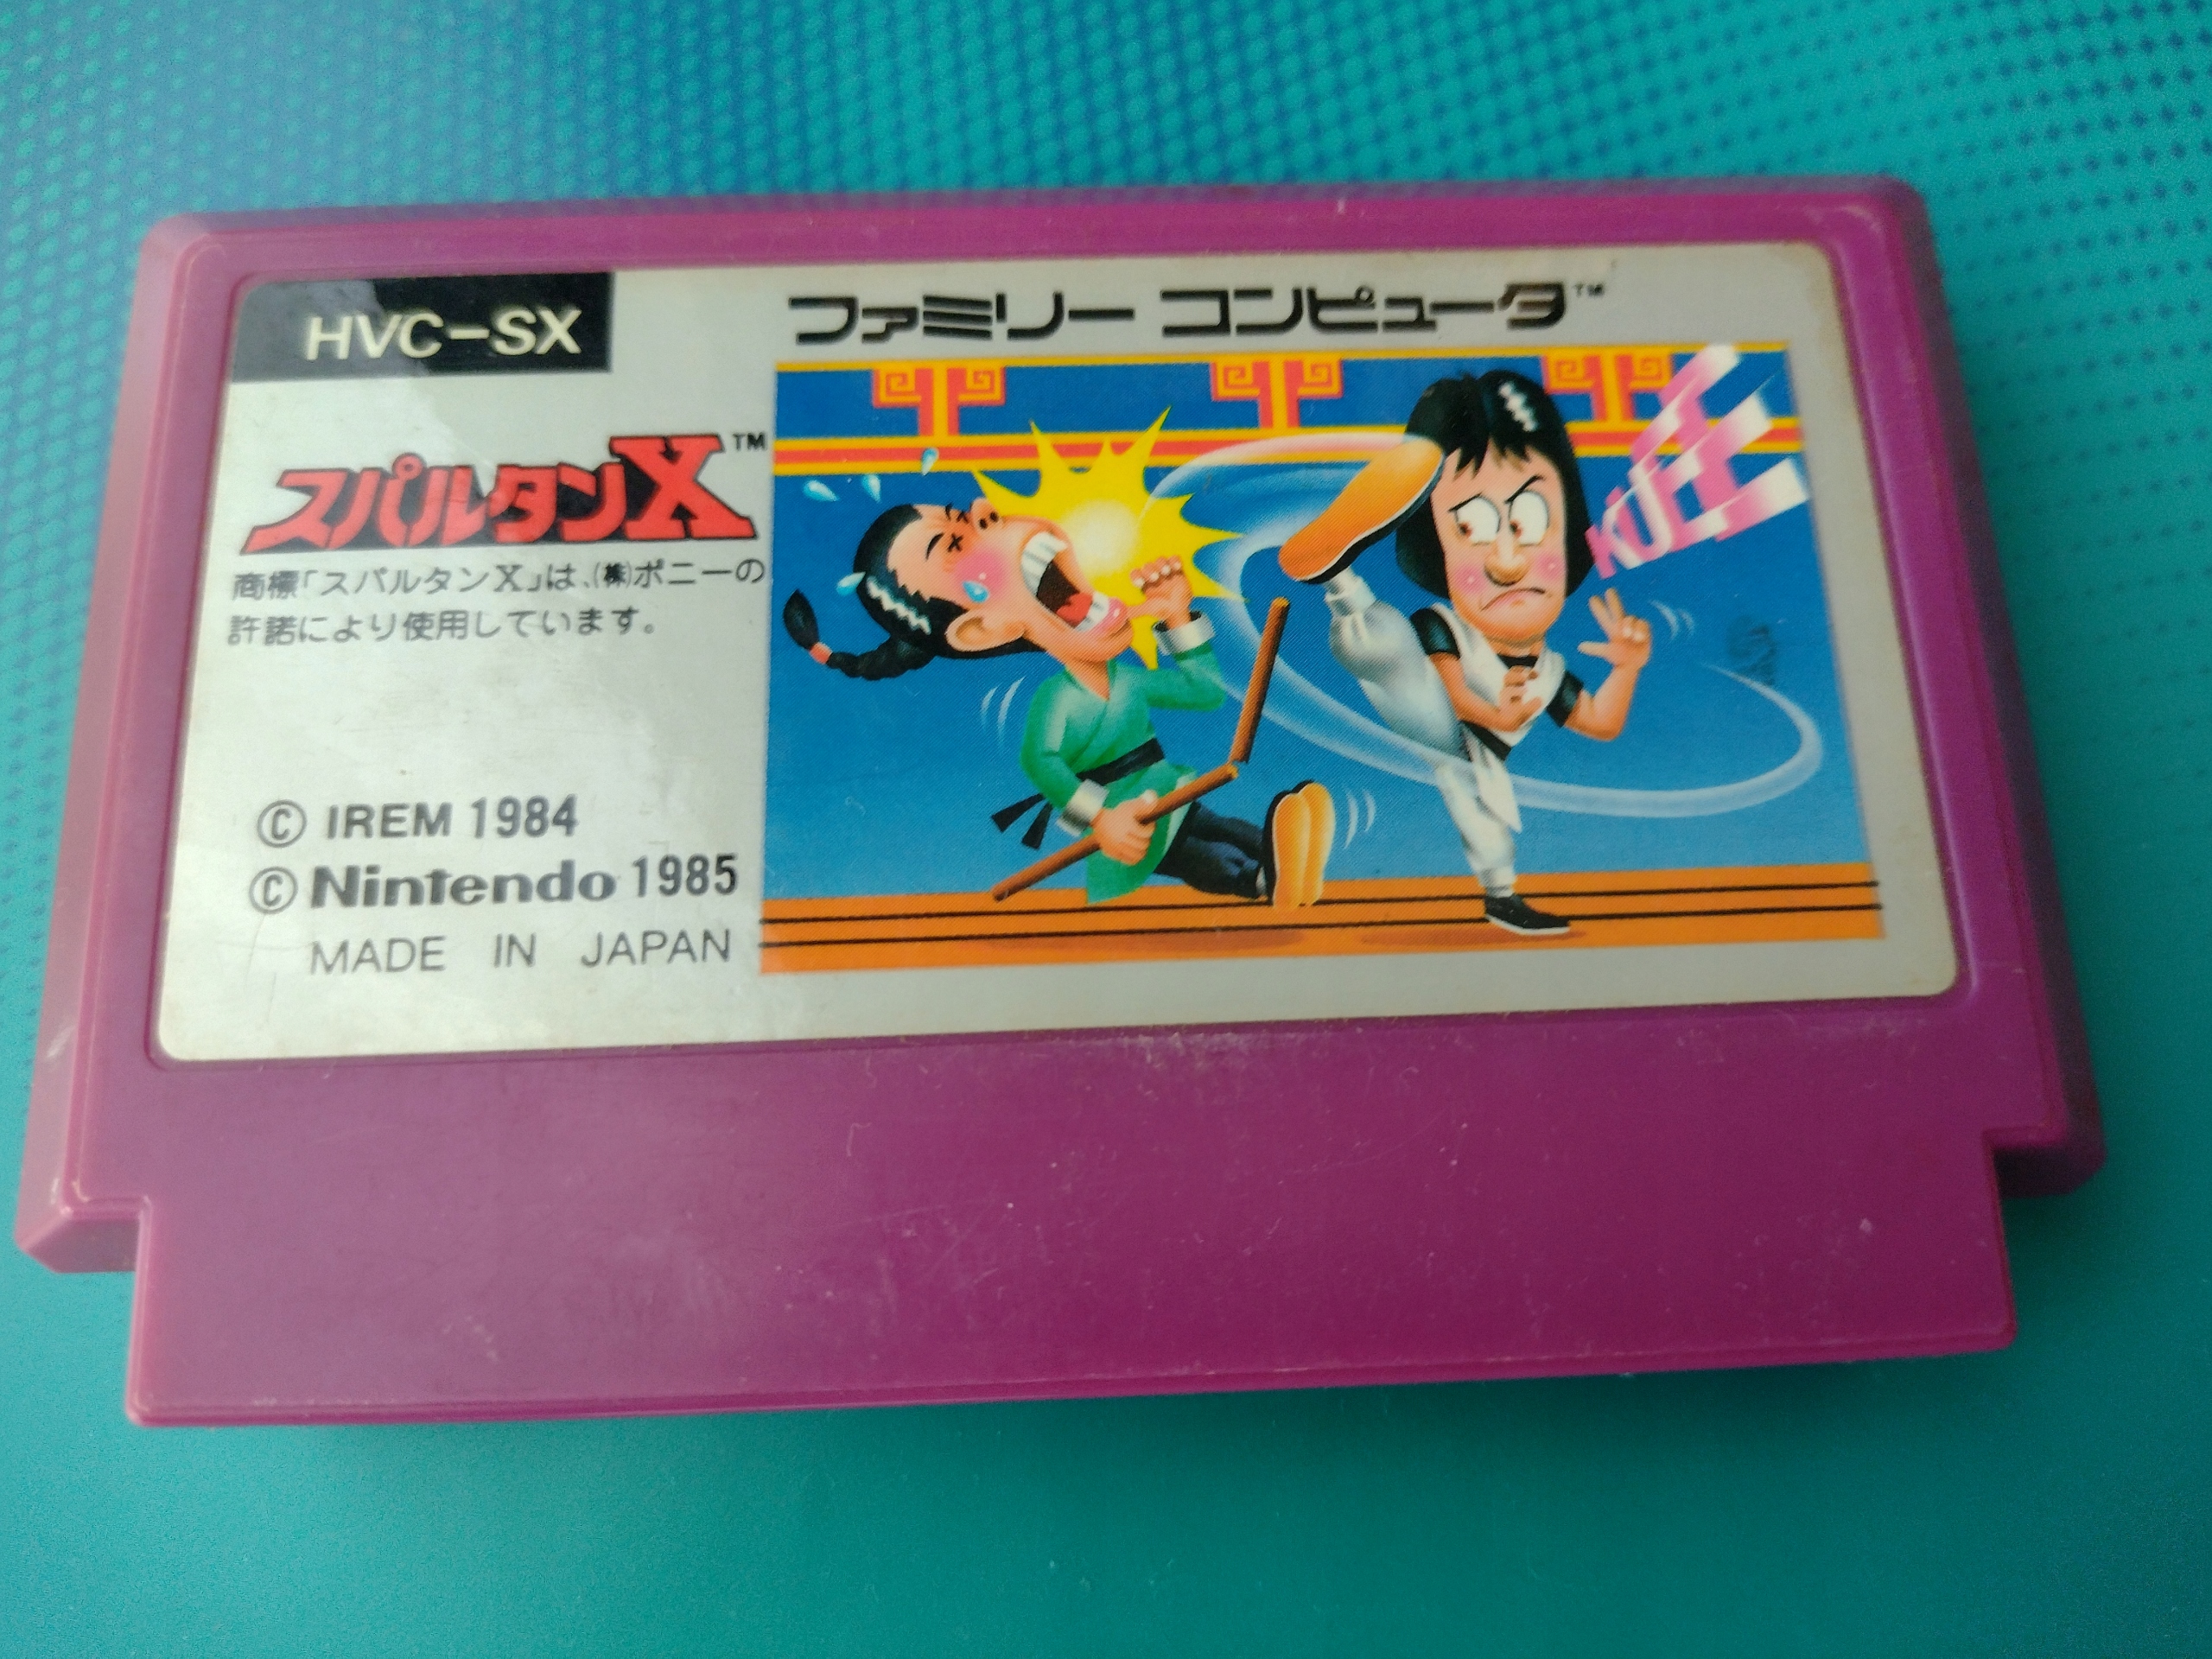 HVC-SX
ファミリー コンピュータ™
スパルタンX™
商標「スパルタンX」は、(株)ポニーの
許諾により使用しています。
© IREM 1984
© Nintendo 1985
MADE IN JAPAN
KUEE